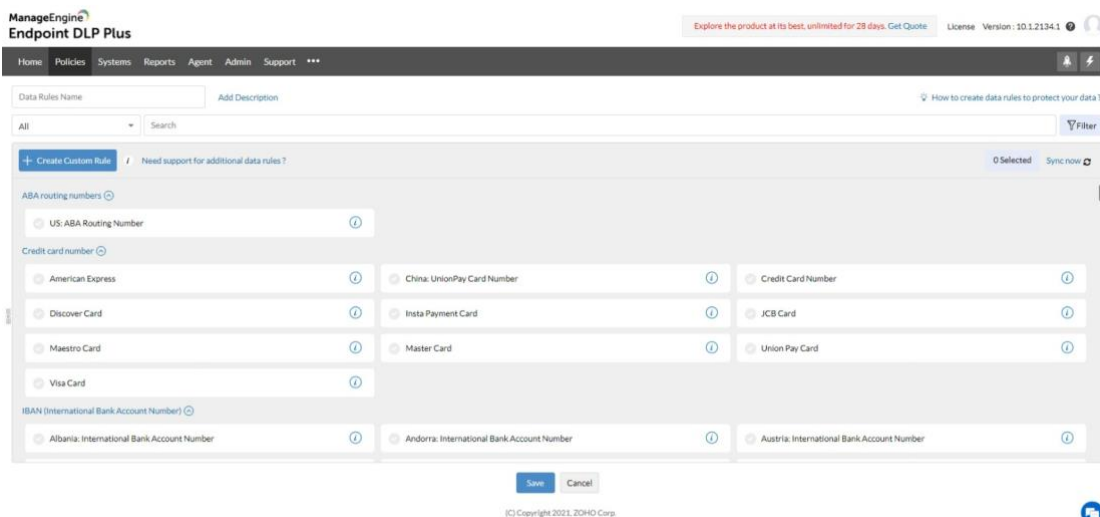 ManageEngine
Endpoint DLP Plus
Explore the product at its best, unlimited for 28 days. Get Quote License Version : 10.1.2134.1
Home Policies Systems Reports Agent Admin Support
Data Rules Name Add Description How to create data rules to protect your data ?
All Search Filter
+ Create Custom Rule i Need support for additional data rules ? 0 Selected Sync now
ABA routing numbers
US: ABA Routing Number
Credit card number
American Express China: UnionPay Card Number Credit Card Number
Discover Card Insta Payment Card JCB Card
Maestro Card Master Card Union Pay Card
Visa Card
IBAN (International Bank Account Number)
Albania: International Bank Account Number Andorra: International Bank Account Number Austria: International Bank Account Number
Save Cancel
(C) Copyright 2021, ZOHO Corp.